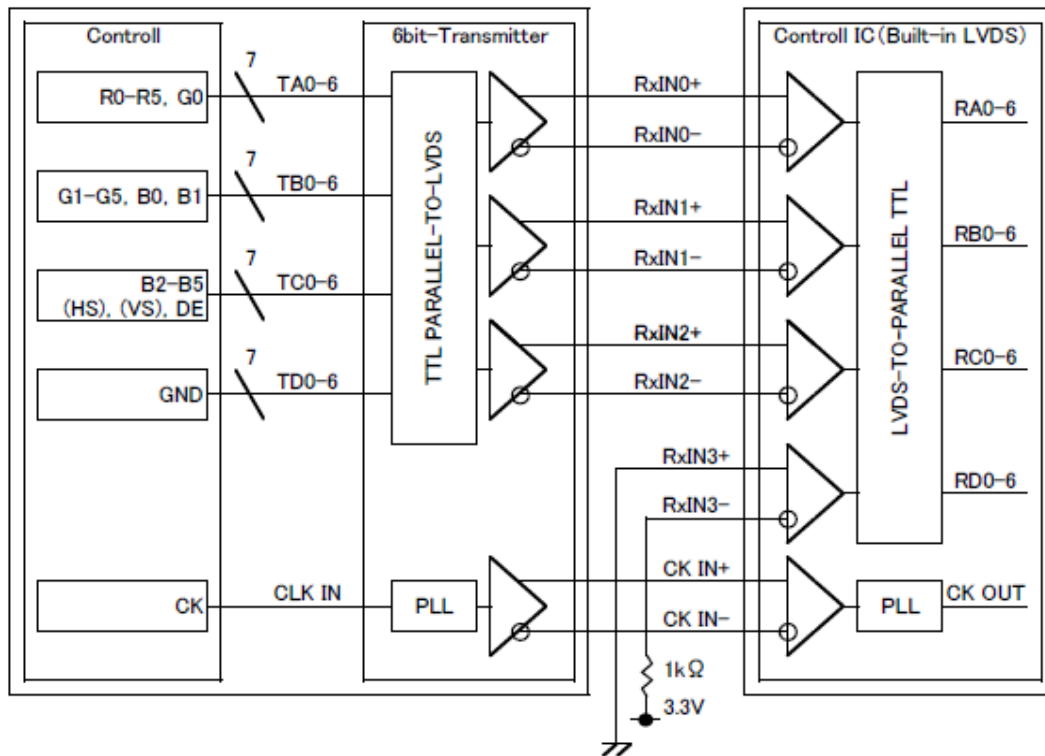 Controll
6bit-Transmitter
Controll IC(Built-in LVDS)
7
R0-R5, G0
TA0-6
RxIN0+
RA0-6
RxIN0-
7
G1-G5, B0, B1
TB0-6
RxIN1+
RB0-6
RxIN1-
7
B2-B5
(HS), (VS), DE
TC0-6
RxIN2+
RC0-6
RxIN2-
7
GND
TD0-6
TTL PARALLEL-TO-LVDS
LVDS-TO-PARALLEL TTL
RxIN3+
RD0-6
RxIN3-
CK
CLK IN
PLL
CK IN+
CK IN-
PLL
CK OUT
1kΩ
3.3V